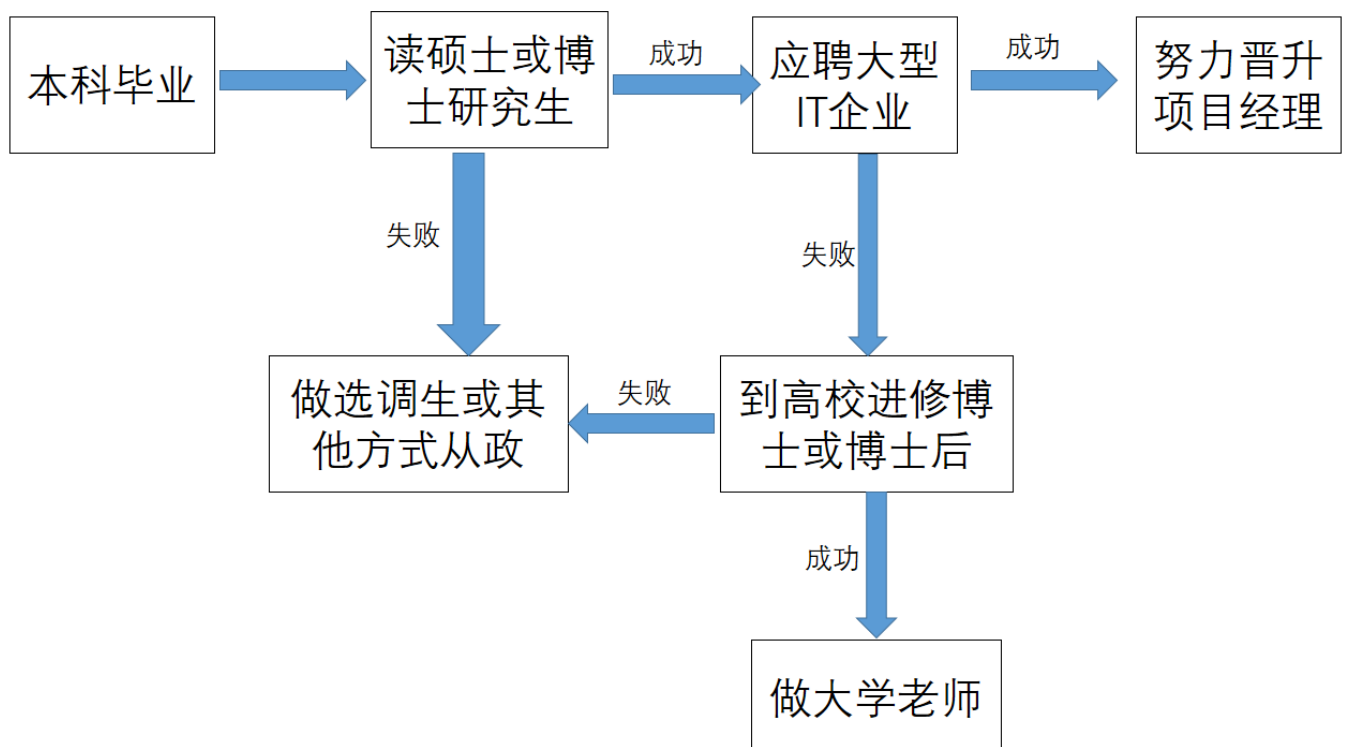 本科毕业
读硕士或博
士研究生
成功
应聘大型
IT企业
成功
努力晋升
项目经理
失败
失败
做选调生或其
他方式从政
失败
到高校进修博
士或博士后
成功
做大学老师